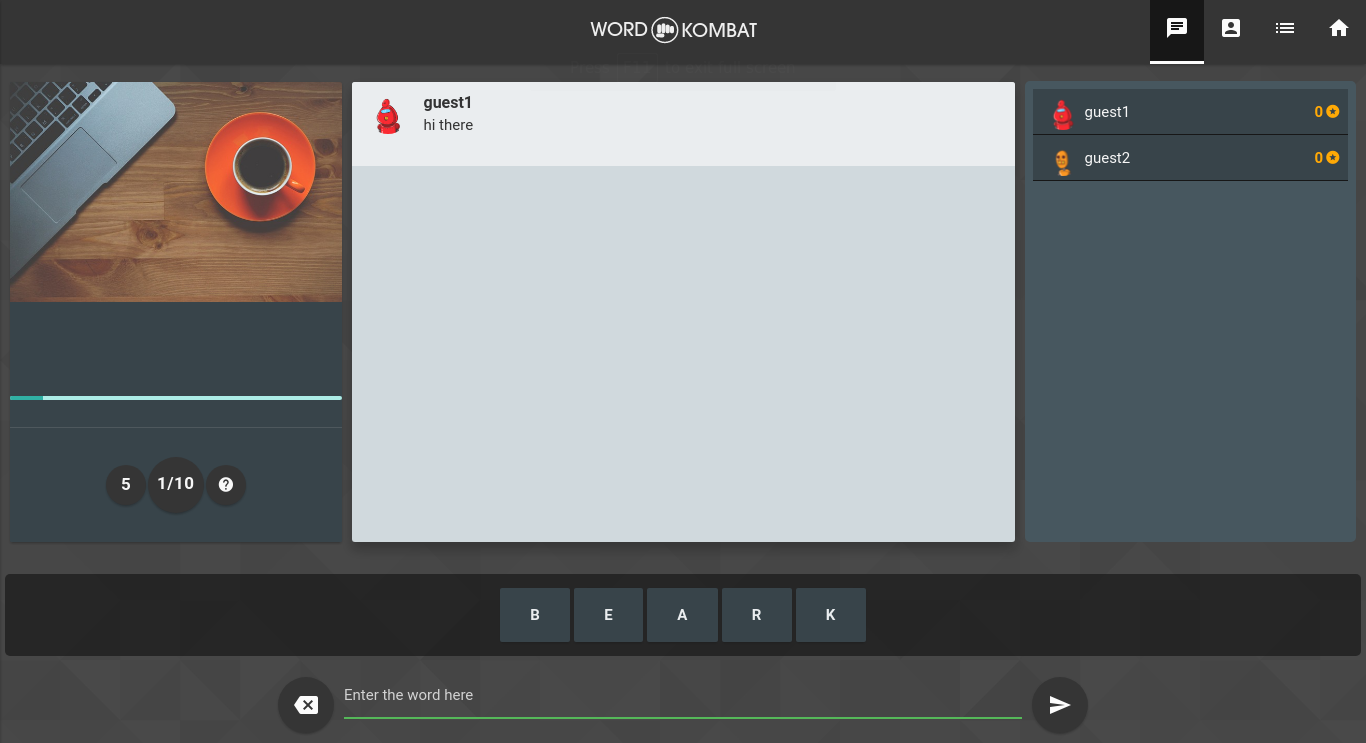 WORD KOMBAT
guest1
hi there
guest1 0
guest2 0
5 1/10 ?
B E A R K
Enter the word here